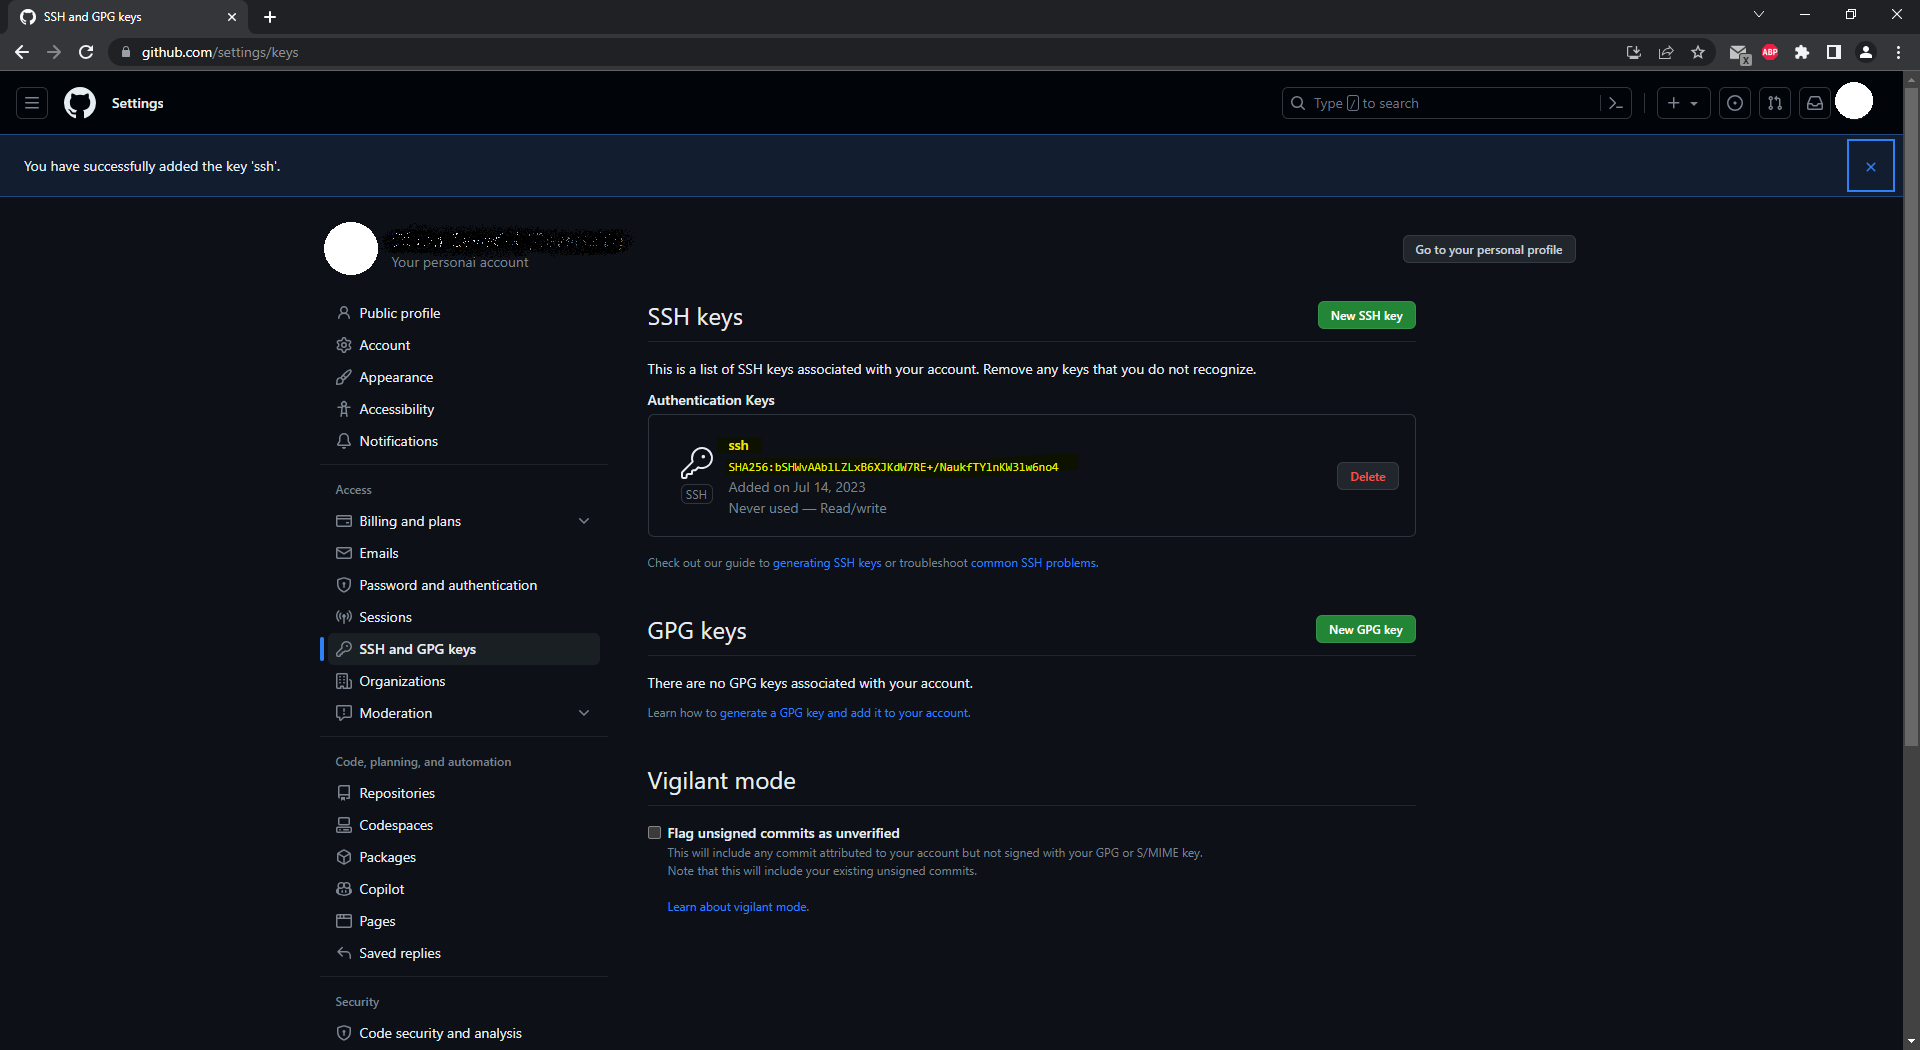 SSH and GPG keys
github.com/settings/keys
ABP
X
Settings
Type / to search
You have successfully added the key 'ssh'.
Your personal account
Go to your personal profile
Public profile
Account
Appearance
Accessibility
Notifications
Access
Billing and plans
Emails
Password and authentication
Sessions
SSH and GPG keys
Organizations
Moderation
Code, planning, and automation
Repositories
Codespaces
Packages
Copilot
Pages
Saved replies
Security
Code security and analysis
SSH keys
New SSH key
This is a list of SSH keys associated with your account. Remove any keys that you do not recognize.
Authentication Keys
ssh
SHA256:bSHWvAAblLZLxB6XJKdW7RE+/NaukfTYlnKW3lw6no4
SSH
Added on Jul 14, 2023
Never used — Read/write
Delete
Check out our guide to generating SSH keys or troubleshoot common SSH problems.
GPG keys
New GPG key
There are no GPG keys associated with your account.
Learn how to generate a GPG key and add it to your account.
Vigilant mode
Flag unsigned commits as unverified
This will include any commit attributed to your account but not signed with your GPG or S/MIME key.
Note that this will include your existing unsigned commits.
Learn about vigilant mode.